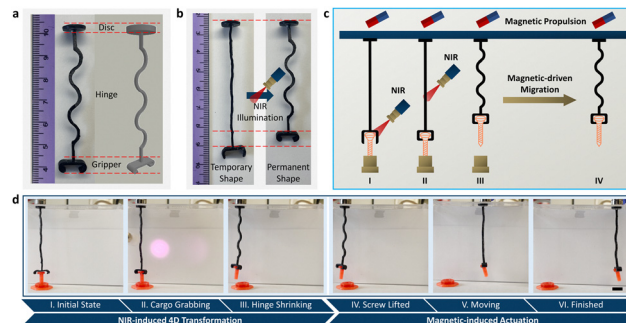 a
Disc
Hinge
Gripper
b
NIR
Illumination
Temporary
Shape
Permanent
Shape
c
Magnetic Propulsion
NIR
NIR
Magnetic-driven
Migration
I
II
III
IV
d
I. Initial State
II. Cargo Grabbing
III. Hinge Shrinking
IV. Screw Lifted
V. Moving
VI. Finished
NIR-induced 4D Transformation
Magnetic-induced Actuation